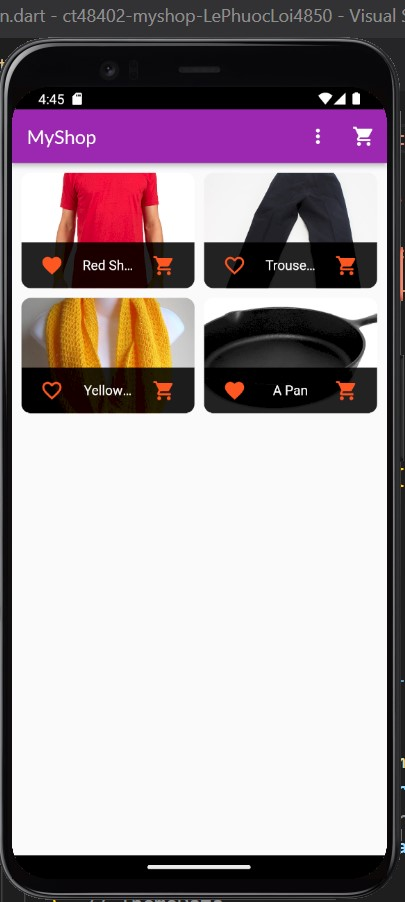 n.dart - ct48402-myshop-LePhuocLoi4850 - Visual S
4:45
MyShop
Red Sh...
Trouse...
Yellow...
A Pan